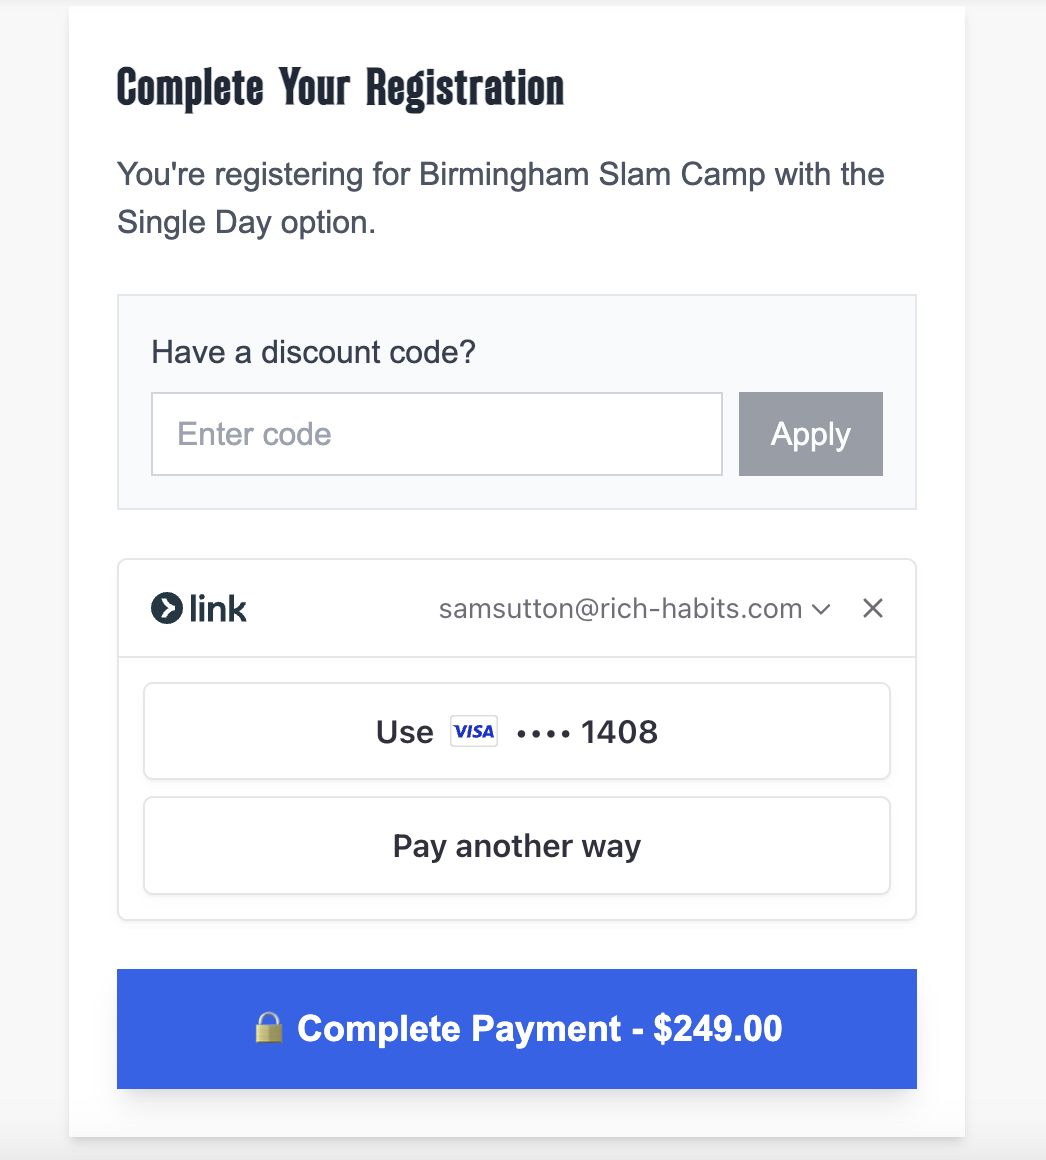 Complete Your Registration
You're registering for Birmingham Slam Camp with the
Single Day option.
Have a discount code?
Enter code
Apply
link
samsutton@rich-habits.com
Use VISA •••• 1408
Pay another way
🔒 Complete Payment - $249.00